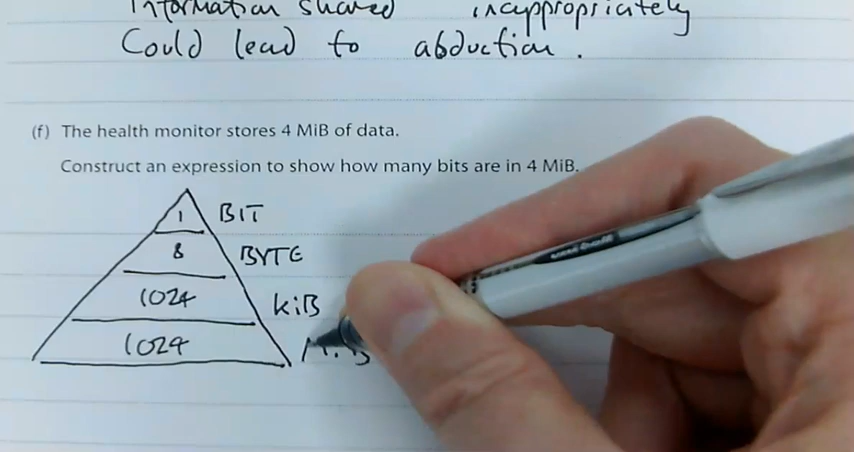 Information shared inappropriately
Could lead to abduction.
(f) The health monitor stores 4 MiB of data.
Construct an expression to show how many bits are in 4 MiB.
1 BIT
8 BYTE
1024 kiB
1024